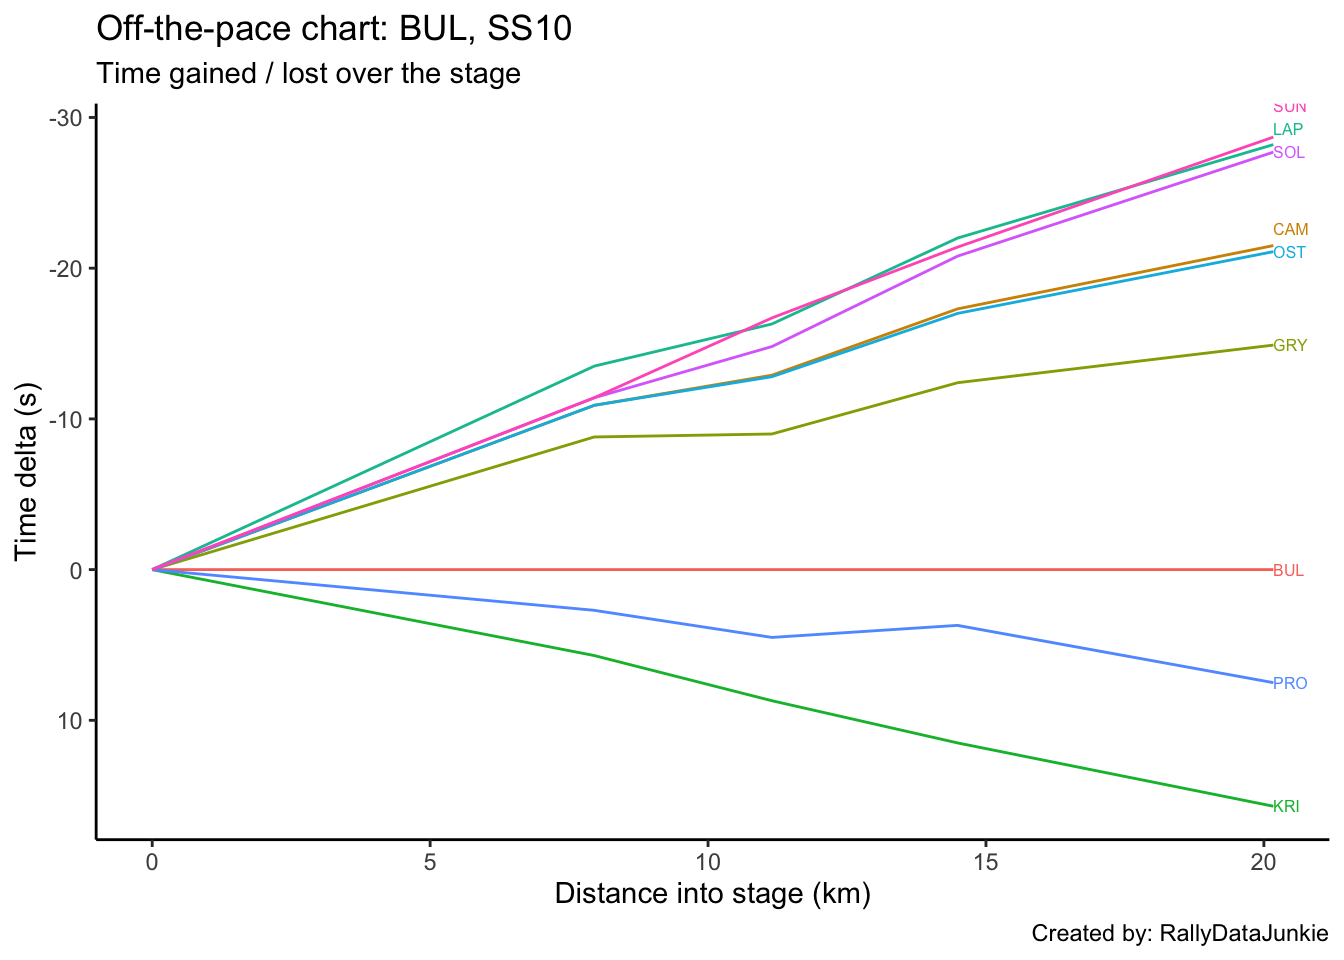 Off-the-pace chart: BUL, SS10
Time gained / lost over the stage
-30
-20
-10
0
10
Time delta (s)
SUN
LAP
SOL
CAM
OST
GRY
BUL
PRO
KRI
0 5 10 15 20
Distance into stage (km)
Created by: RallyDataJunkie